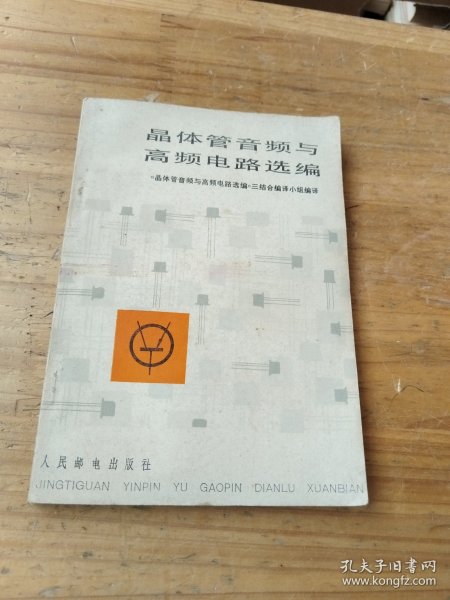 晶体管音频与
高频电路选编
《晶体管音频与高频电路选编》三结合编译小组编译
人民邮电出版社
JINGTIGUAN YINPIN YU GAOPIN DIANLU XUANBIAN
孔夫子旧书网
www.kongfz.com